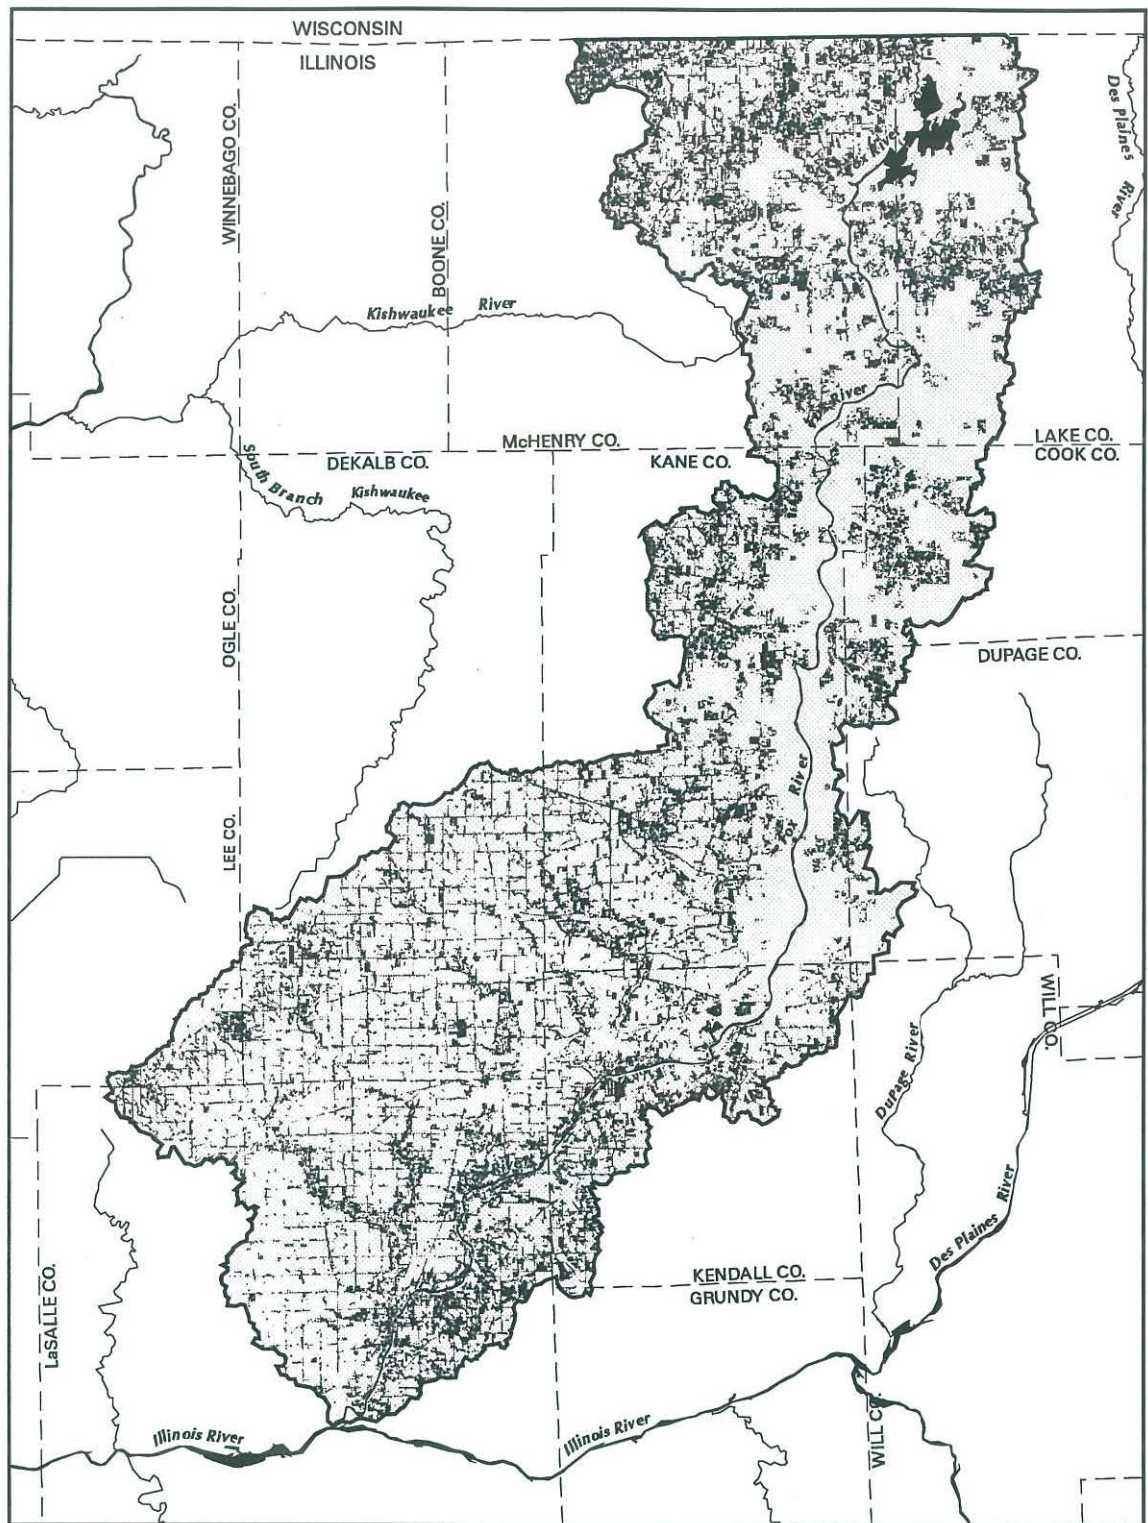 WISCONSIN
ILLINOIS
Des Plaines River
WINNEBAGO CO.
BOONE CO.
Fox River
Kishwaukee River
Fox River
McHENRY CO.
LAKE CO.
COOK CO.
DEKALB CO.
KANE CO.
South Branch Kishwaukee
OGLE CO.
DUPAGE CO.
Fox River
LEE CO.
WILL CO.
DuPage River
Fox River
Des Plaines River
KENDALL CO.
GRUNDY CO.
LaSALLE CO.
Illinois River
Illinois River
WILL CO.